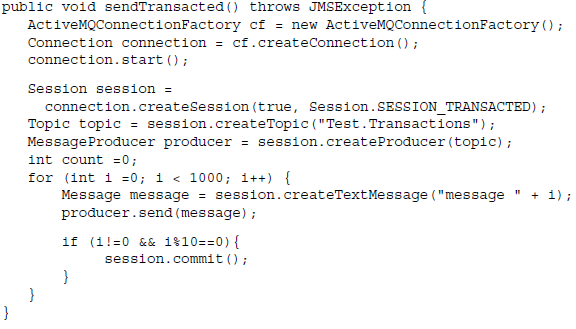 public void sendTransacted() throws JMSException {
ActiveMQConnectionFactory cf = new ActiveMQConnectionFactory();
Connection connection = cf.createConnection();
connection.start();
Session session =
connection.createSession(true, Session.SESSION_TRANSACTED);
Topic topic = session.createTopic("Test.Transactions");
MessageProducer producer = session.createProducer(topic);
int count =0;
for (int i =0; i < 1000; i++) {
Message message = session.createTextMessage("message " + i);
producer.send(message);
if (i!=0 && i%10==0){
session.commit();
}
}
}